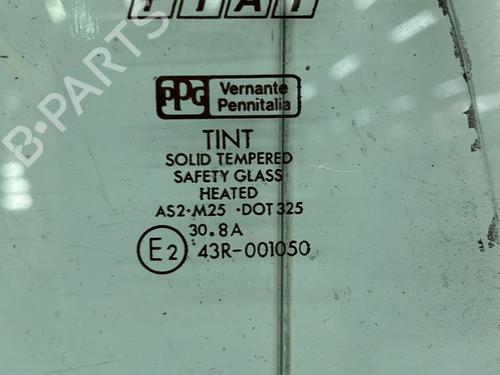 FIAT
PPG Vernante
Pennitalia
TINT
SOLID TEMPERED
SAFETY GLASS
HEATED
AS2·M25 ·DOT 325
30.8A
E2 43R-001050
B-PARTS